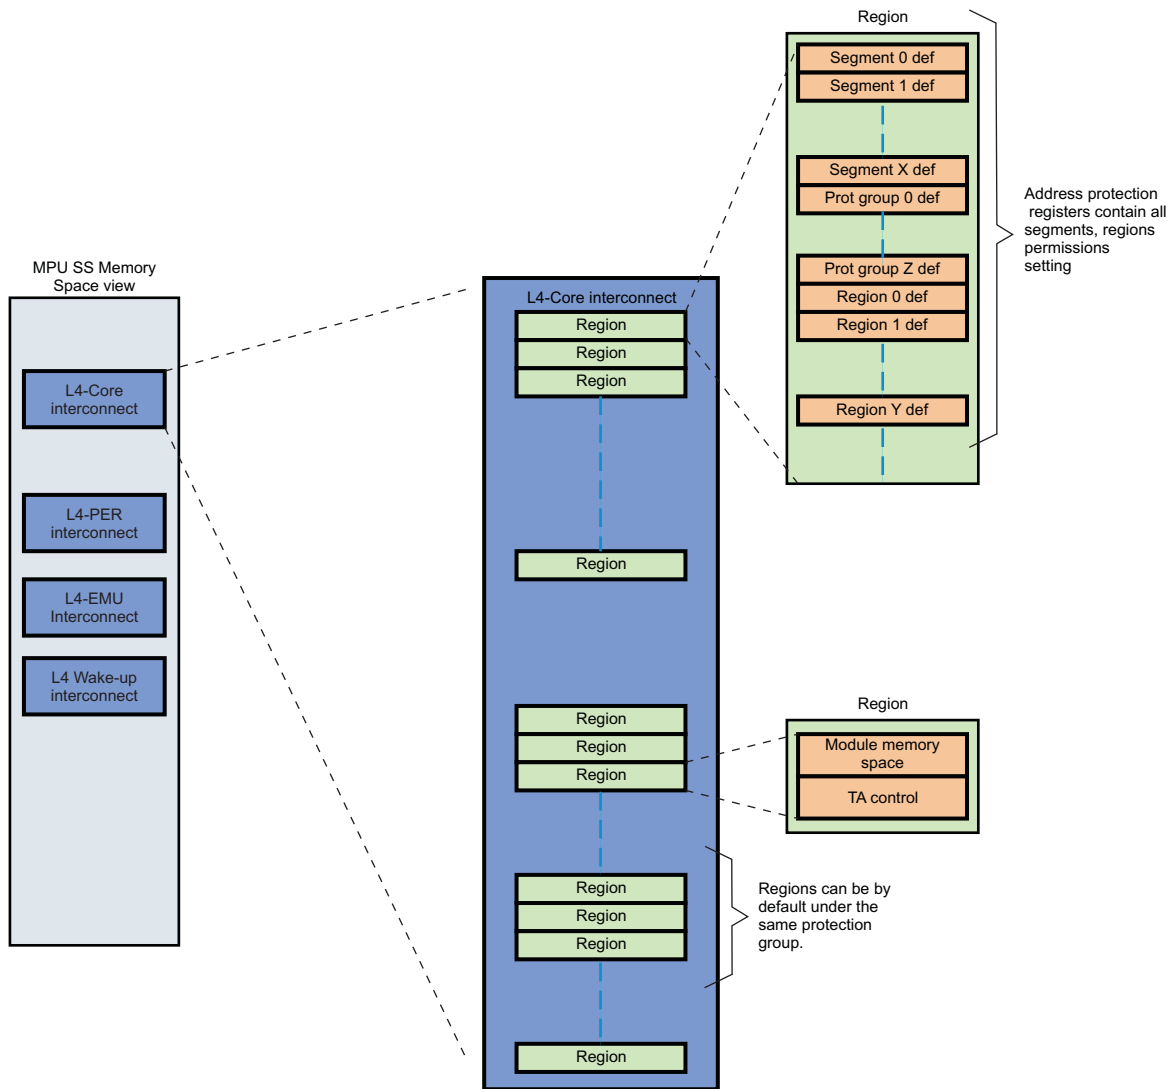 MPU SS Memory
Space view
L4-Core
interconnect
L4-PER
interconnect
L4-EMU
Interconnect
L4 Wake-up
interconnect
L4-Core interconnect
Region
Region
Region
Region
Region
Region
Region
Region
Region
Region
Region
Region
Segment 0 def
Segment 1 def
Segment X def
Prot group 0 def
Prot group Z def
Region 0 def
Region 1 def
Region Y def
Address protection
registers contain all
segments, regions
permissions
setting
Region
Module memory
space
TA control
Regions can be by
default under the
same protection
group.